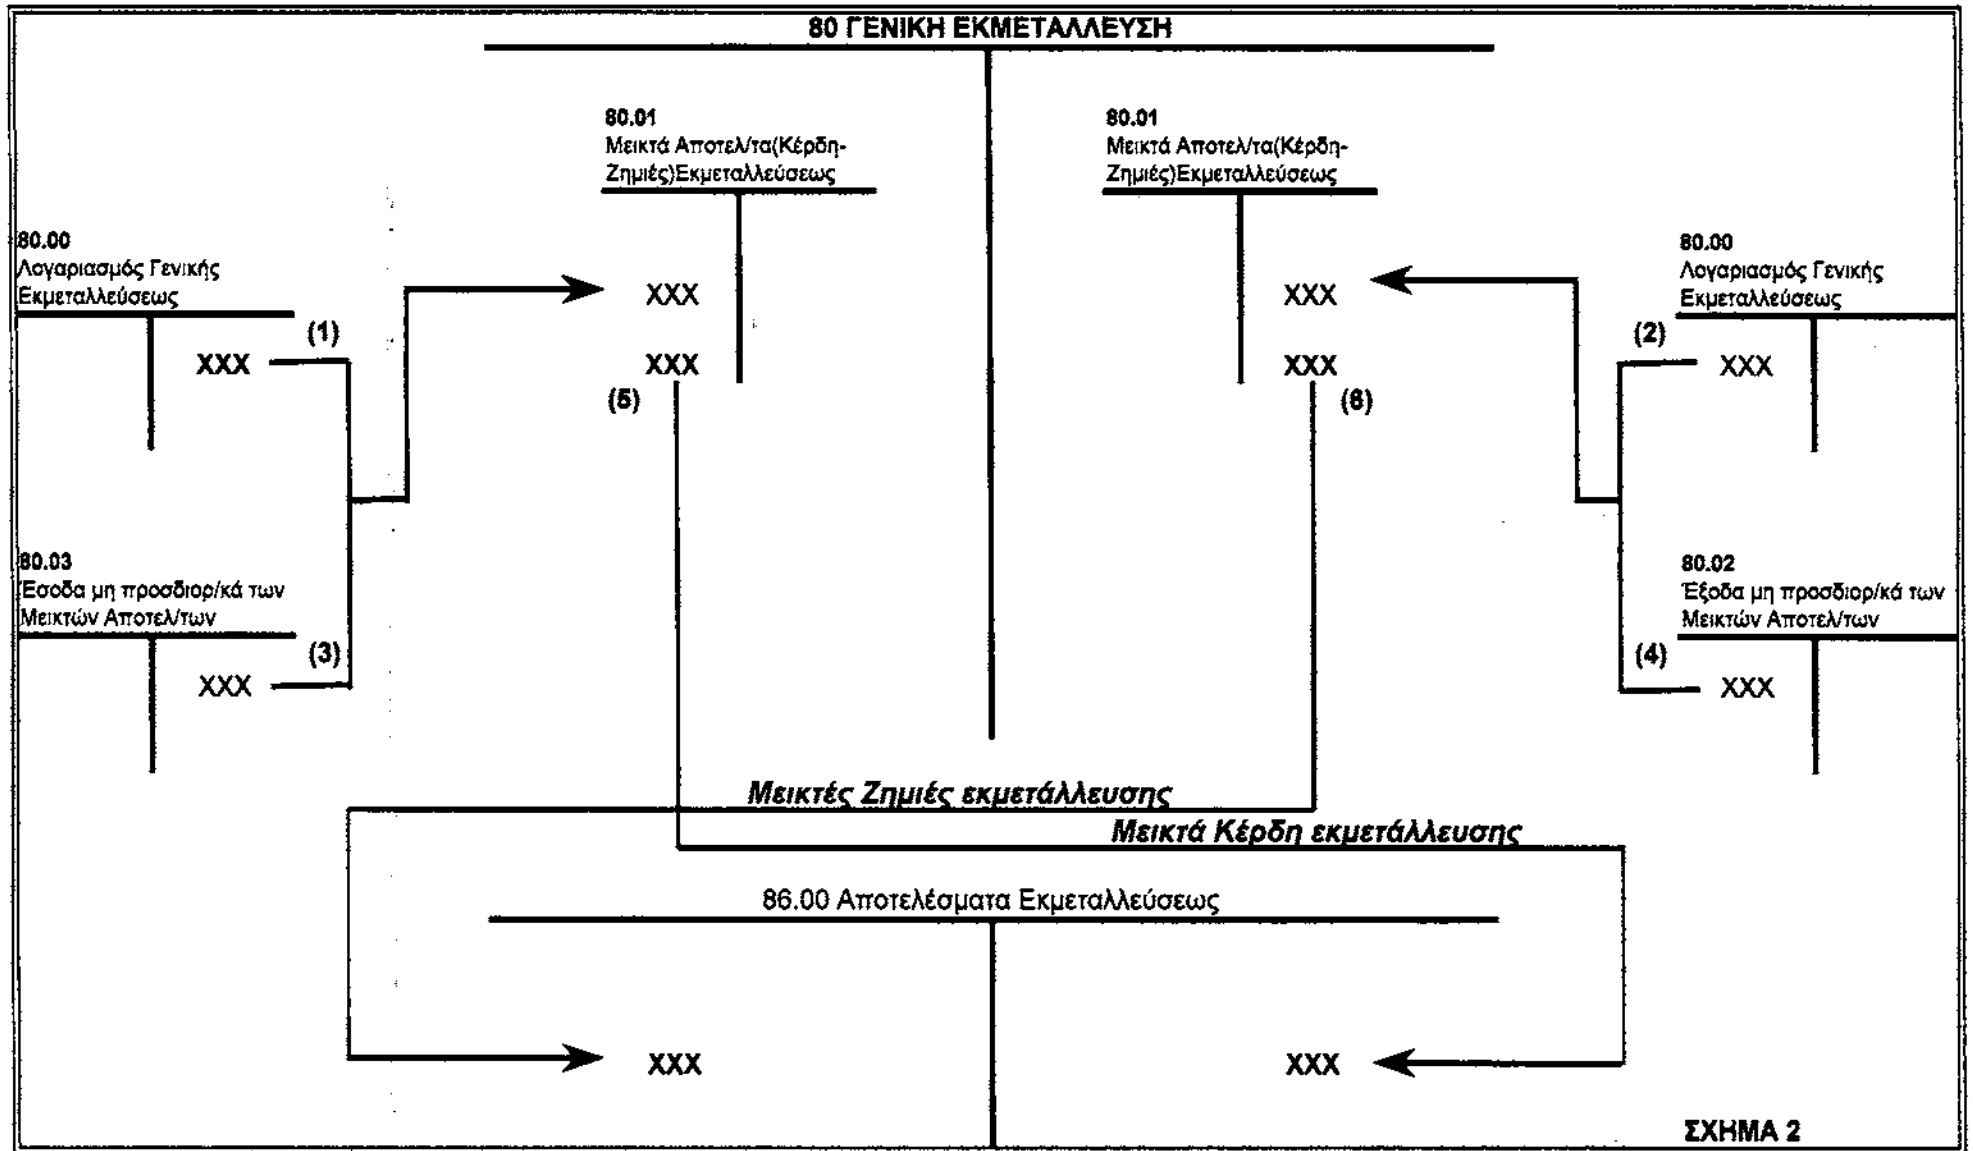 80 ΓΕΝΙΚΗ ΕΚΜΕΤΑΛΛΕΥΣΗ
80.01
Μεικτά Αποτελ/τα(Κέρδη-
Ζημιές)Εκμεταλλεύσεως
80.01
Μεικτά Αποτελ/τα(Κέρδη-
Ζημιές)Εκμεταλλεύσεως
80.00
Λογαριασμός Γενικής
Εκμεταλλεύσεως
80.00
Λογαριασμός Γενικής
Εκμεταλλεύσεως
XXX
XXX
(1)
(2)
XXX
XXX
XXX
XXX
(5)
(6)
80.03
Έσοδα μη προσδιορ/κά των
Μεικτών Αποτελ/των
80.02
Έξοδα μη προσδιορ/κά των
Μεικτών Αποτελ/των
(3)
(4)
XXX
XXX
Μεικτές Ζημιές εκμετάλλευσης
Μεικτά Κέρδη εκμετάλλευσης
86.00 Αποτελέσματα Εκμεταλλεύσεως
XXX
XXX
ΣΧΗΜΑ 2